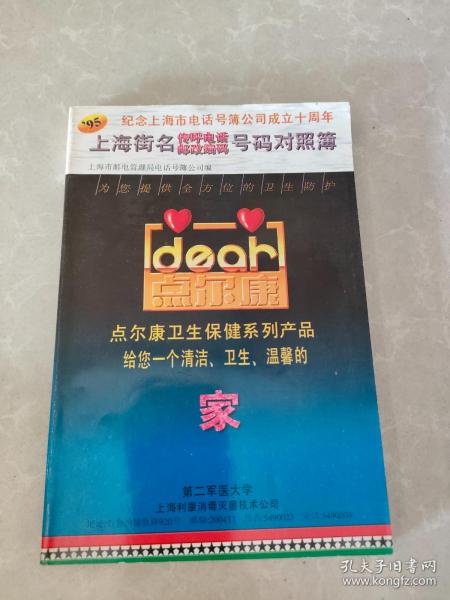 '95
纪念上海市电话号簿公司成立十周年
上海街名传呼电话邮政编码号码对照簿
上海市邮电管理局电话号簿公司编
为您提供全方位的卫生防护
dear
点尔康
点尔康卫生保健系列产品
给您一个清洁、卫生、温馨的
家
第二军医大学
上海利康消毒灭菌技术公司
孔夫子旧书网
www.kongfz.com